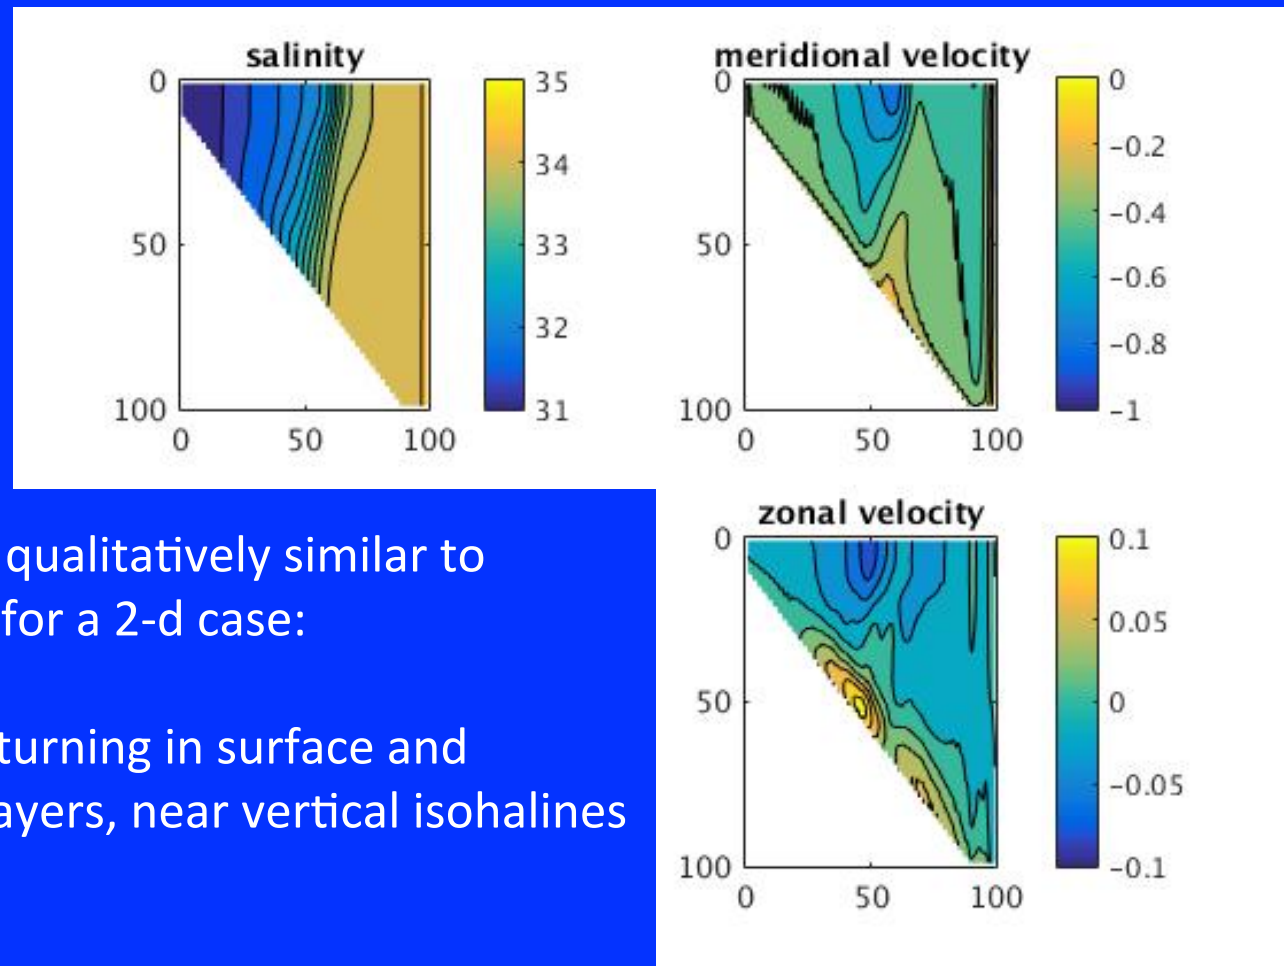 salinity
0
50
100
0 50 100
35
34
33
32
31
meridional velocity
0
50
100
0 50 100
0
−0.2
−0.4
−0.6
−0.8
−1
qualitatively similar to
for a 2-d case:
turning in surface and
ayers, near vertical isohalines
zonal velocity
0
50
100
0 50 100
0.1
0.05
0
−0.05
−0.1